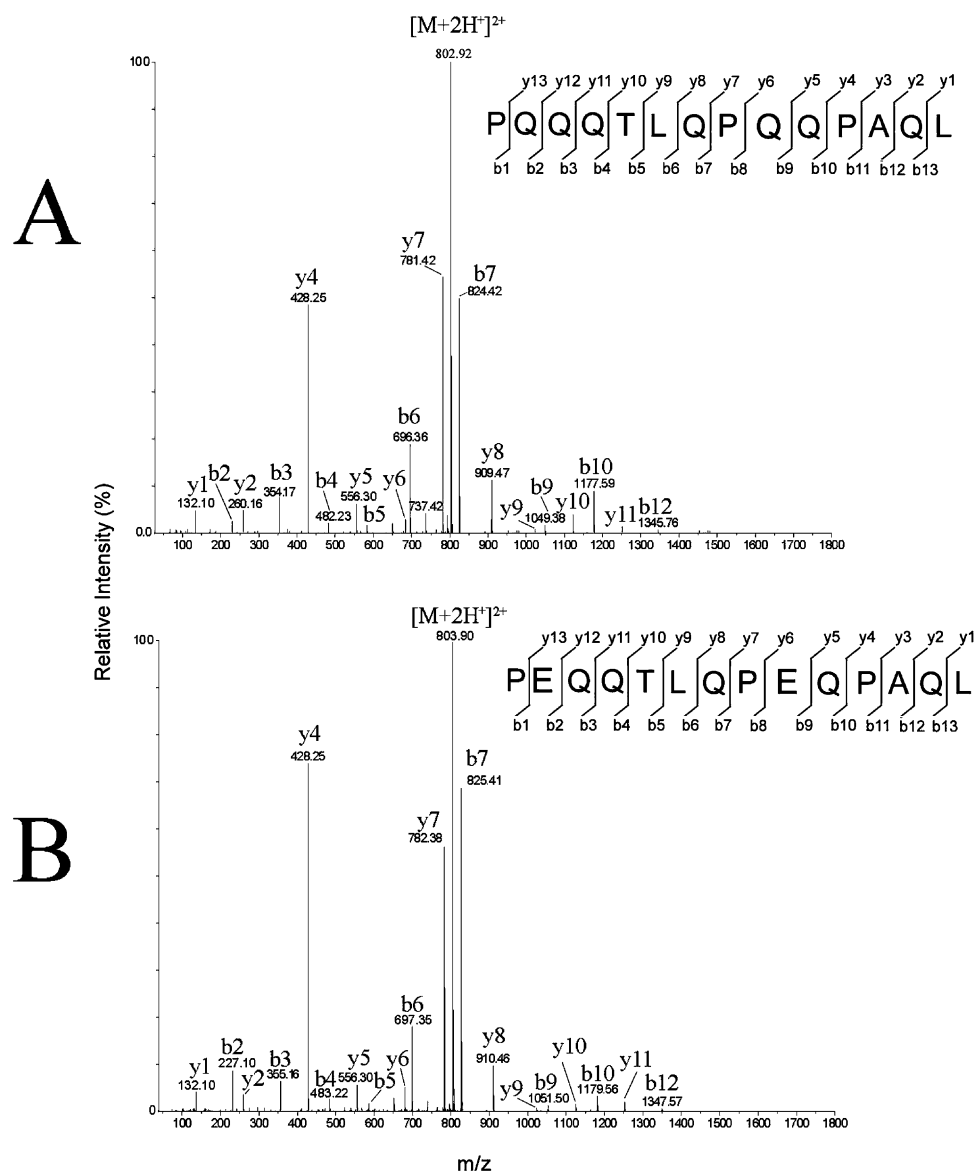 [M+2H⁺]²⁺
802.92
100
y13 y12 y11 y10 y9 y8 y7 y6 y5 y4 y3 y2 y1
PQQQTLQPQQPAQL
b1 b2 b3 b4 b5 b6 b7 b8 b9 b10 b11 b12 b13
A
y7
781.42
b7
824.42
y4
428.25
b6
696.36
y8
909.47
b10
1177.59
b3
354.17
b2
y2
260.16
y1
132.10
b4
482.23
y5
556.30
b5
y6
737.42
y9
b9
1049.38
y10
y11
b12
1345.76
0.0
100 200 300 400 500 600 700 800 900 1000 1100 1200 1300 1400 1500 1600 1700 1800
Relative Intensity (%)
[M+2H⁺]²⁺
803.90
100
y13 y12 y11 y10 y9 y8 y7 y6 y5 y4 y3 y2 y1
PEQQTLQPEQPAQL
b1 b2 b3 b4 b5 b6 b7 b8 b9 b10 b11 b12 b13
B
y4
428.25
b7
825.41
y7
782.38
b6
697.35
y8
910.46
y1
132.10
b2
227.10
y2
b3
355.16
b4
483.22
y5
556.301
b5
y6
y9
b9
1051.50
y10
b10
1179.56
y11
b12
1347.57
0
100 200 300 400 500 600 700 800 900 1000 1100 1200 1300 1400 1500 1600 1700 1800
m/z